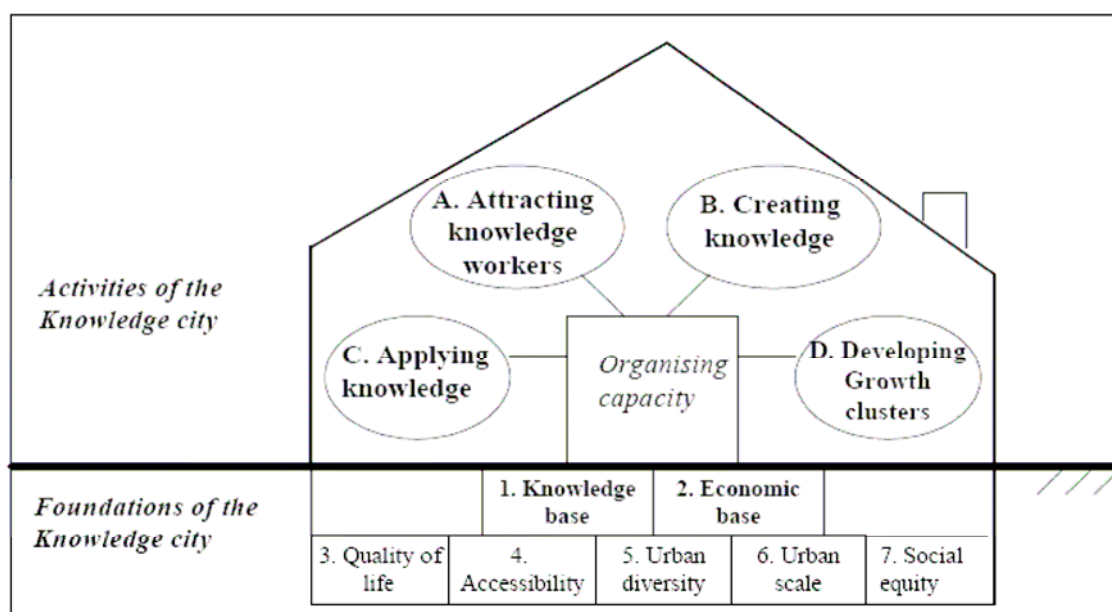 A. Attracting
knowledge
workers
B. Creating
knowledge
Activities of the
Knowledge city
C. Applying
knowledge
Organising
capacity
D. Developing
Growth
clusters
Foundations of the
Knowledge city
1. Knowledge
base
2. Economic
base
3. Quality of
life
4.
Accessibility
5. Urban
diversity
6. Urban
scale
7. Social
equity